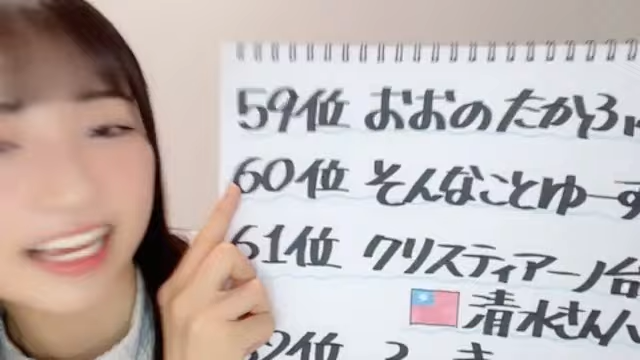 59位 おおのたかろ
60位 そんなことゆーす
61位 クリスティアーノ台
清水さん